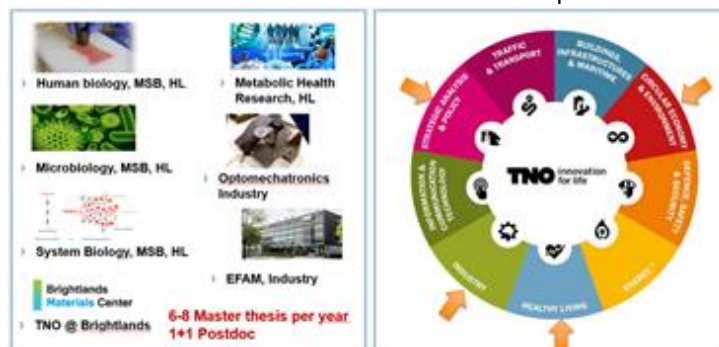 Human biology, MSB, HL
Metabolic Health
Research, HL
Microbiology, MSB, HL
Optomechatronics
Industry
System Biology, MSB, HL
EFAM, Industry
Brightlands
Materials Center
TNO @ Brightlands
6-8 Master thesis per year
1+1 Postdoc
TRAFFIC
& TRANSPORT
BUILDINGS,
INFRASTRUCTURES
& MARITIME
STRATEGIC ANALYSIS
& POLICY
CIRCULAR ECONOMY
& ENVIRONMENT
INFORMATION &
COMMUNICATION
TECHNOLOGY
TNO innovation
for life
DEFENCE, SAFETY
& SECURITY
INDUSTRY
HEALTHY LIVING
ENERGY